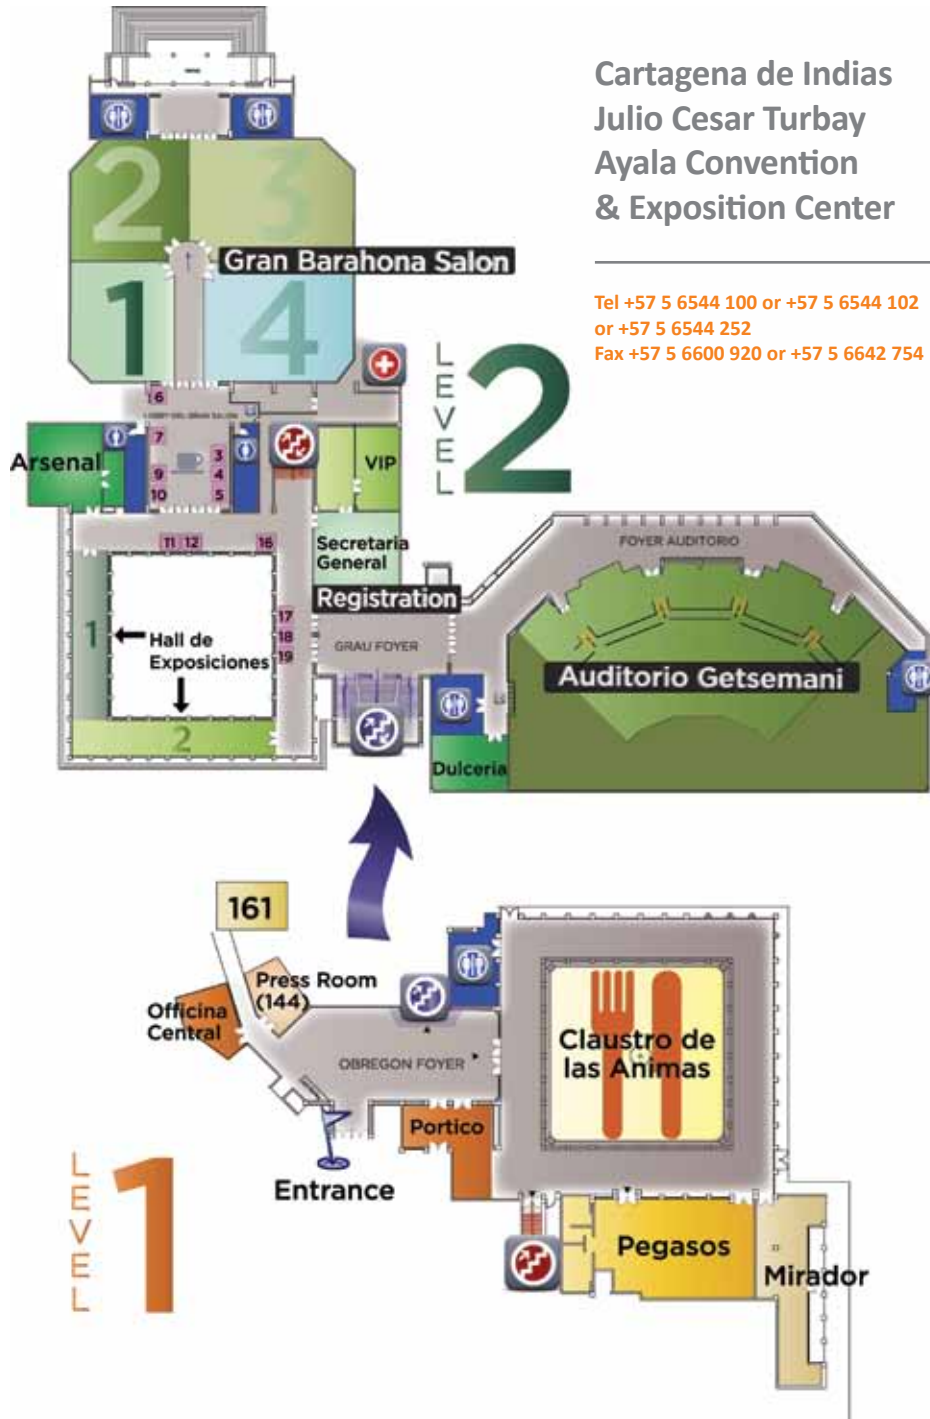 Cartagena de Indias
Julio Cesar Turbay
Ayala Convention
& Exposition Center
Tel +57 5 6544 100 or +57 5 6544 102
or +57 5 6544 252
Fax +57 5 6600 920 or +57 5 6642 754
2
3
Gran Barahona Salon
1
4
LEVEL
2
6
LOBBY DEL GRAN SALON
7
3
Arsenal
9
4
VIP
10
5
11
12
16
Secretaria
General
FOYER AUDITORIO
Registration
17
1
Hall de
Exposiciones
18
GRAU FOYER
19
Auditorio Getsemani
2
Dulceria
161
Press Room
(144)
Officina
Central
OBREGON FOYER
Claustro de
las Animas
Portico
Entrance
LEVEL
1
Pegasos
Mirador